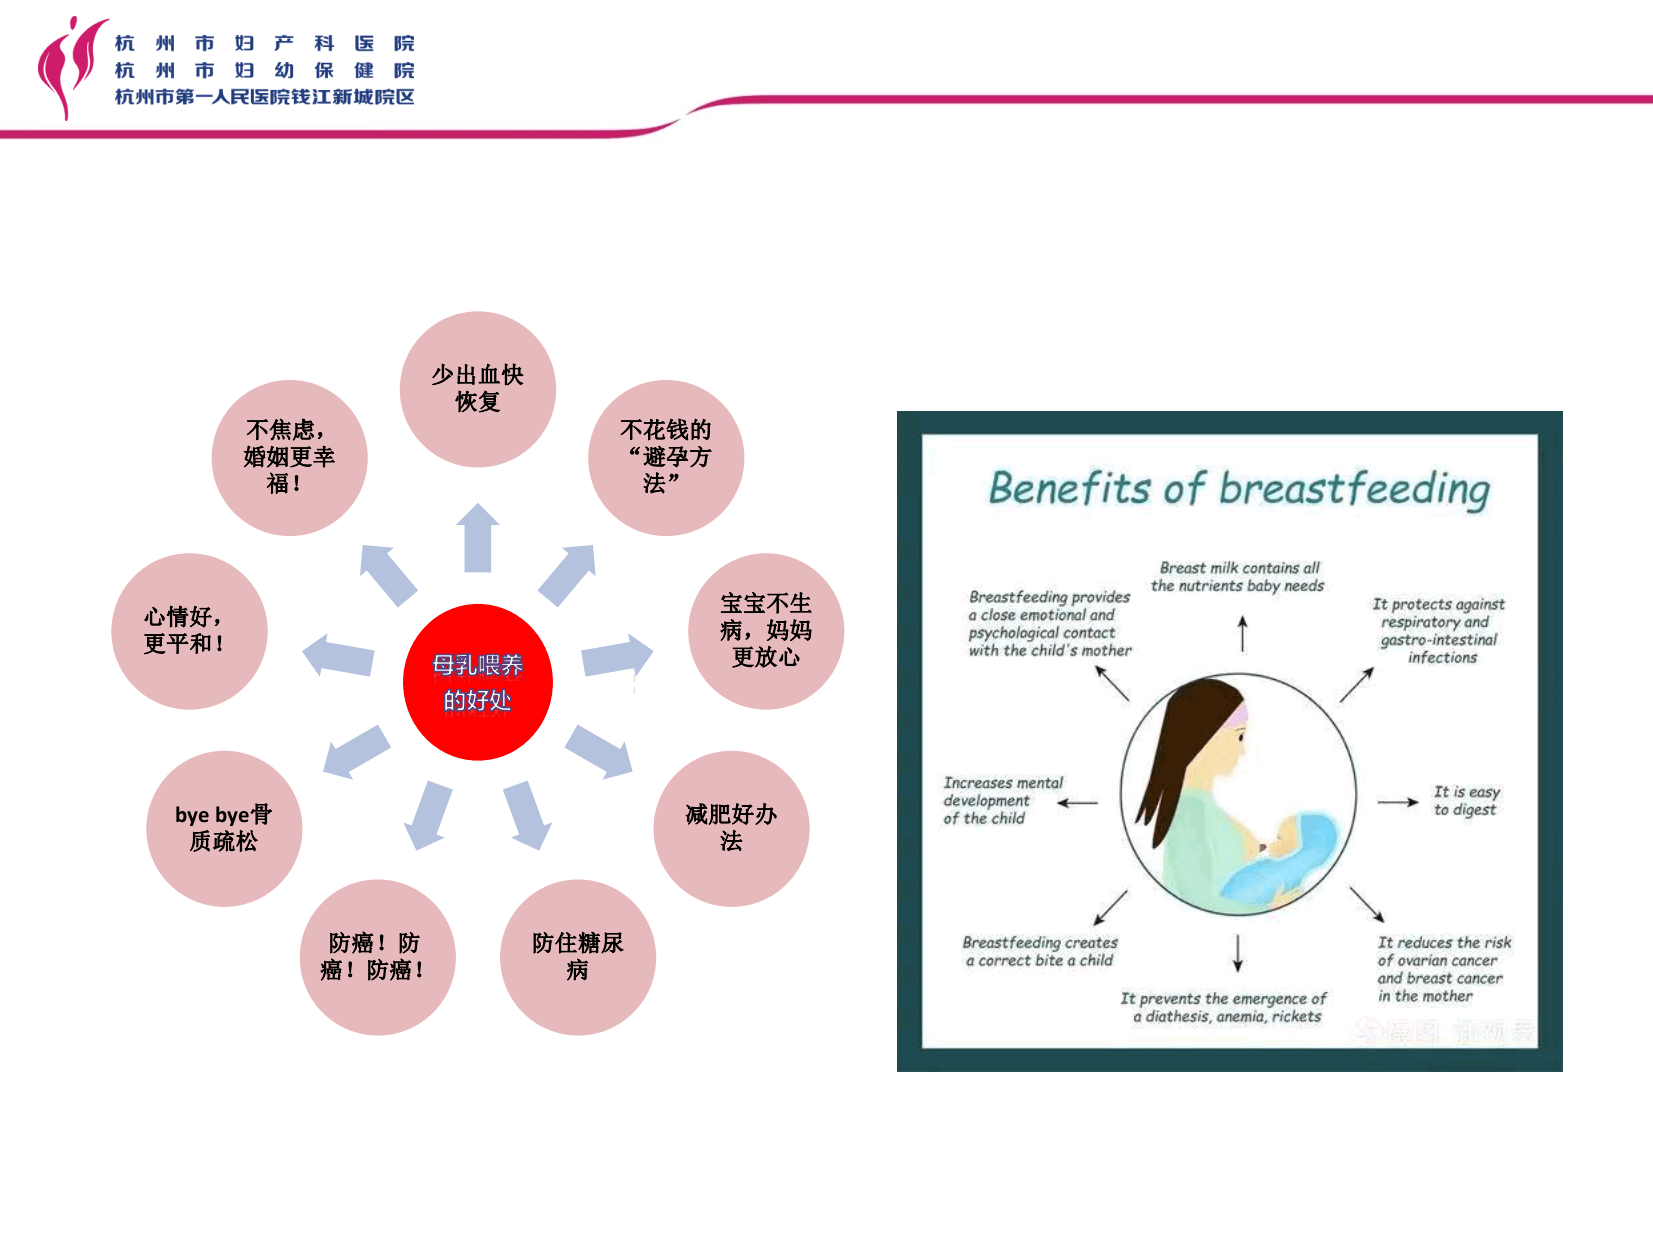 杭州市妇产科医院
杭州市妇幼保健院
杭州市第一人民医院钱江新城院区
少出血快
恢复
不花钱的
“避孕方
法”
宝宝不生
病，妈妈
更放心
减肥好办
法
防住糖尿
病
防癌！防
癌！防癌！
bye bye骨
质疏松
心情好，
更平和！
不焦虑，
婚姻更幸
福！
母乳喂养
的好处
Benefits of breastfeeding
Breast milk contains all
the nutrients baby needs
It protects against
respiratory and
gastro-intestinal
infections
It is easy
to digest
It reduces the risk
of ovarian cancer
and breast cancer
in the mother
It prevents the emergence of
a diathesis, anemia, rickets
Breastfeeding creates
a correct bite a child
Increases mental
development
of the child
Breastfeeding provides
a close emotional and
psychological contact
with the child's mother